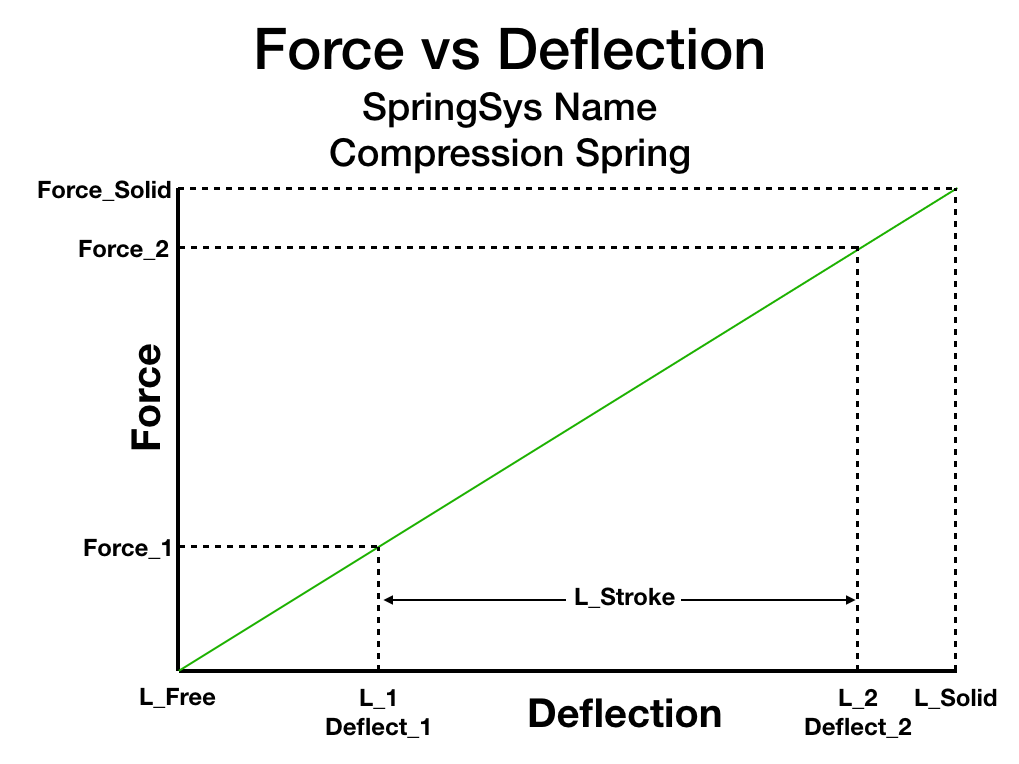 Force vs Deflection
SpringSys Name
Compression Spring
Force_Solid
Force_2
Force
Force_1
L_Stroke
L_Free
L_1
Deflect_1
Deflection
L_2
Deflect_2
L_Solid